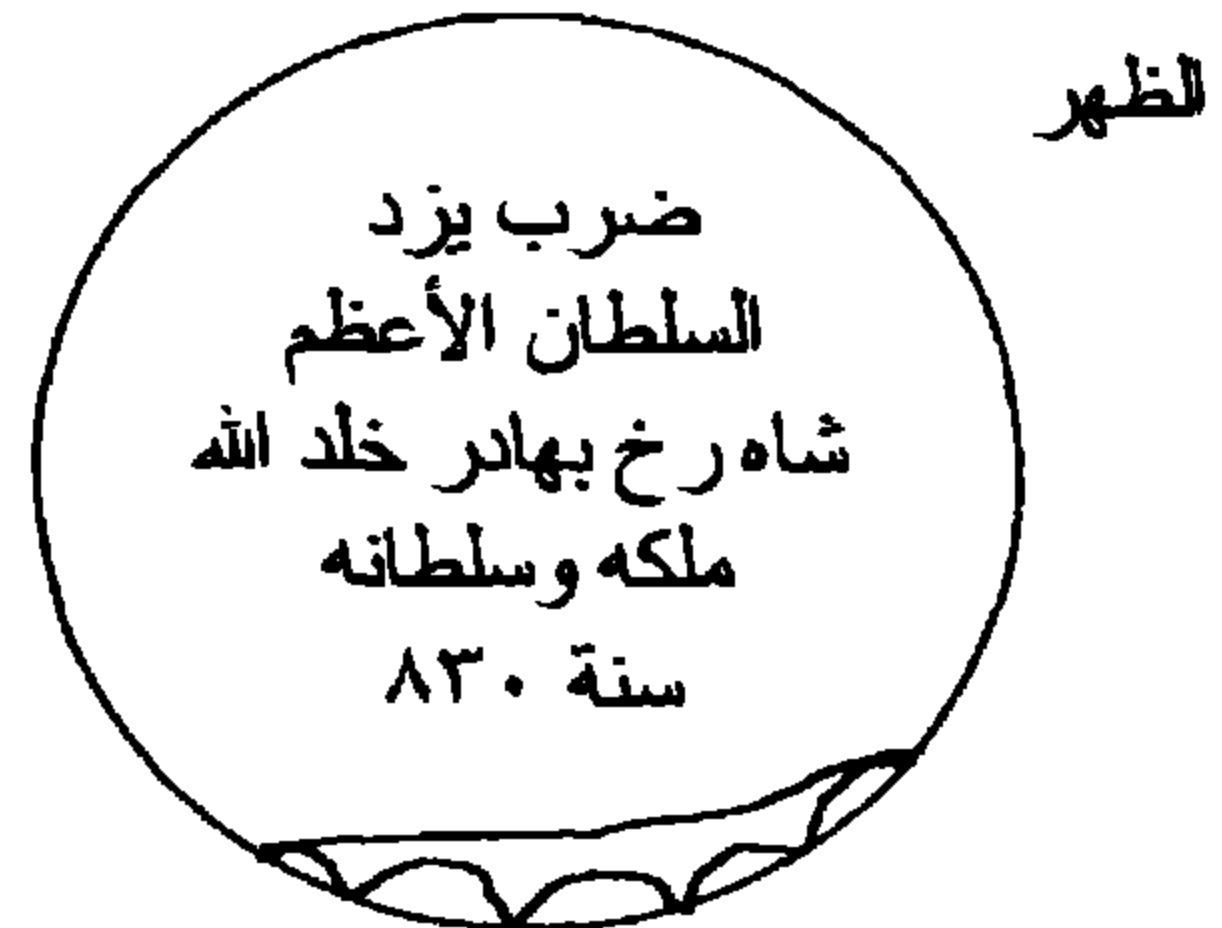 الظهر
ضرب يزد
السلطان الأعظم
شاه رخ بهادر خلد الله
ملكه وسلطانه
سنة ٨٣٠